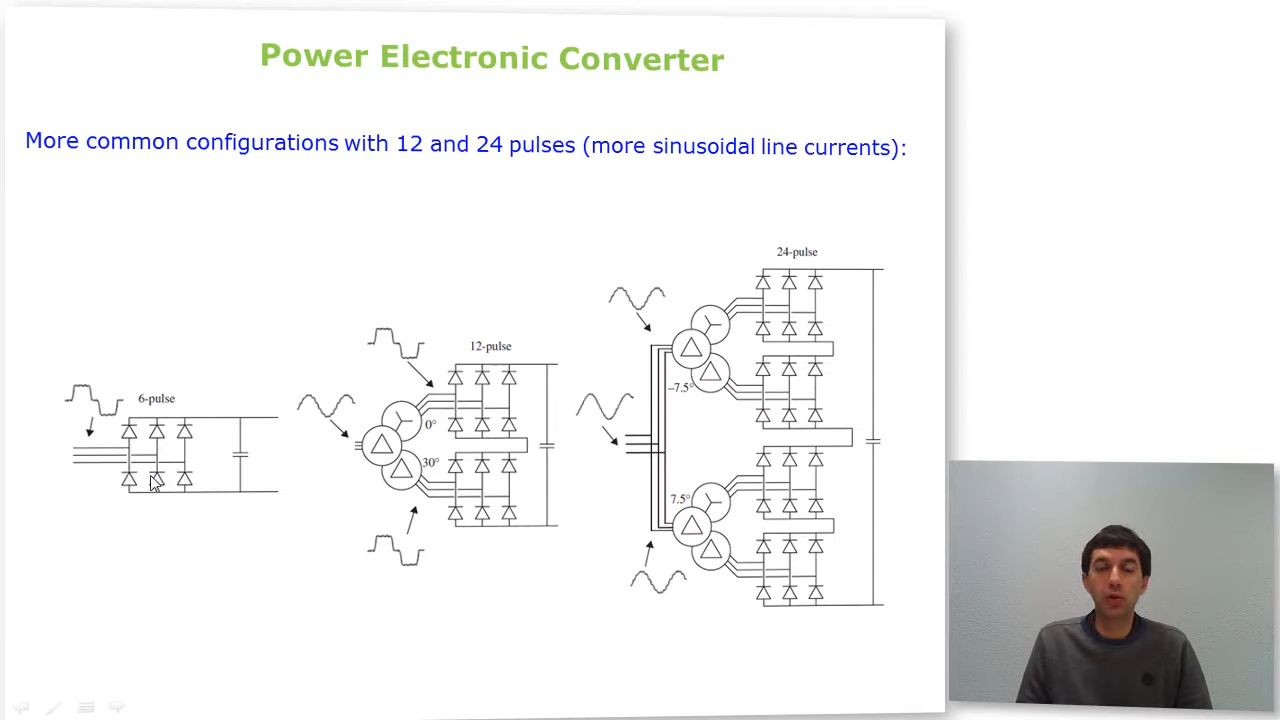 Power Electronic Converter
More common configurations with 12 and 24 pulses (more sinusoidal line currents):
6-pulse
12-pulse
0°
30°
24-pulse
–7.5°
7.5°